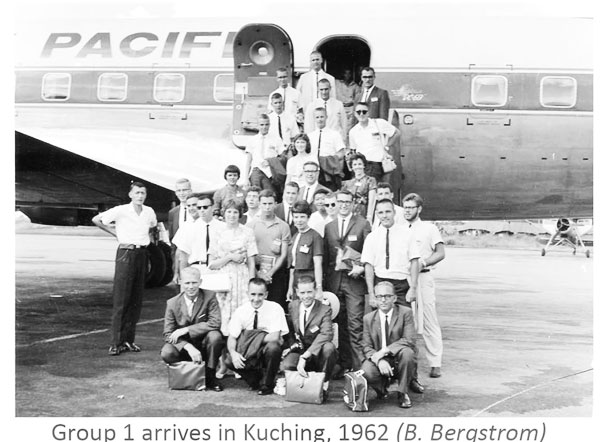 PACIFI
Group 1 arrives in Kuching, 1962 (B. Bergstrom)